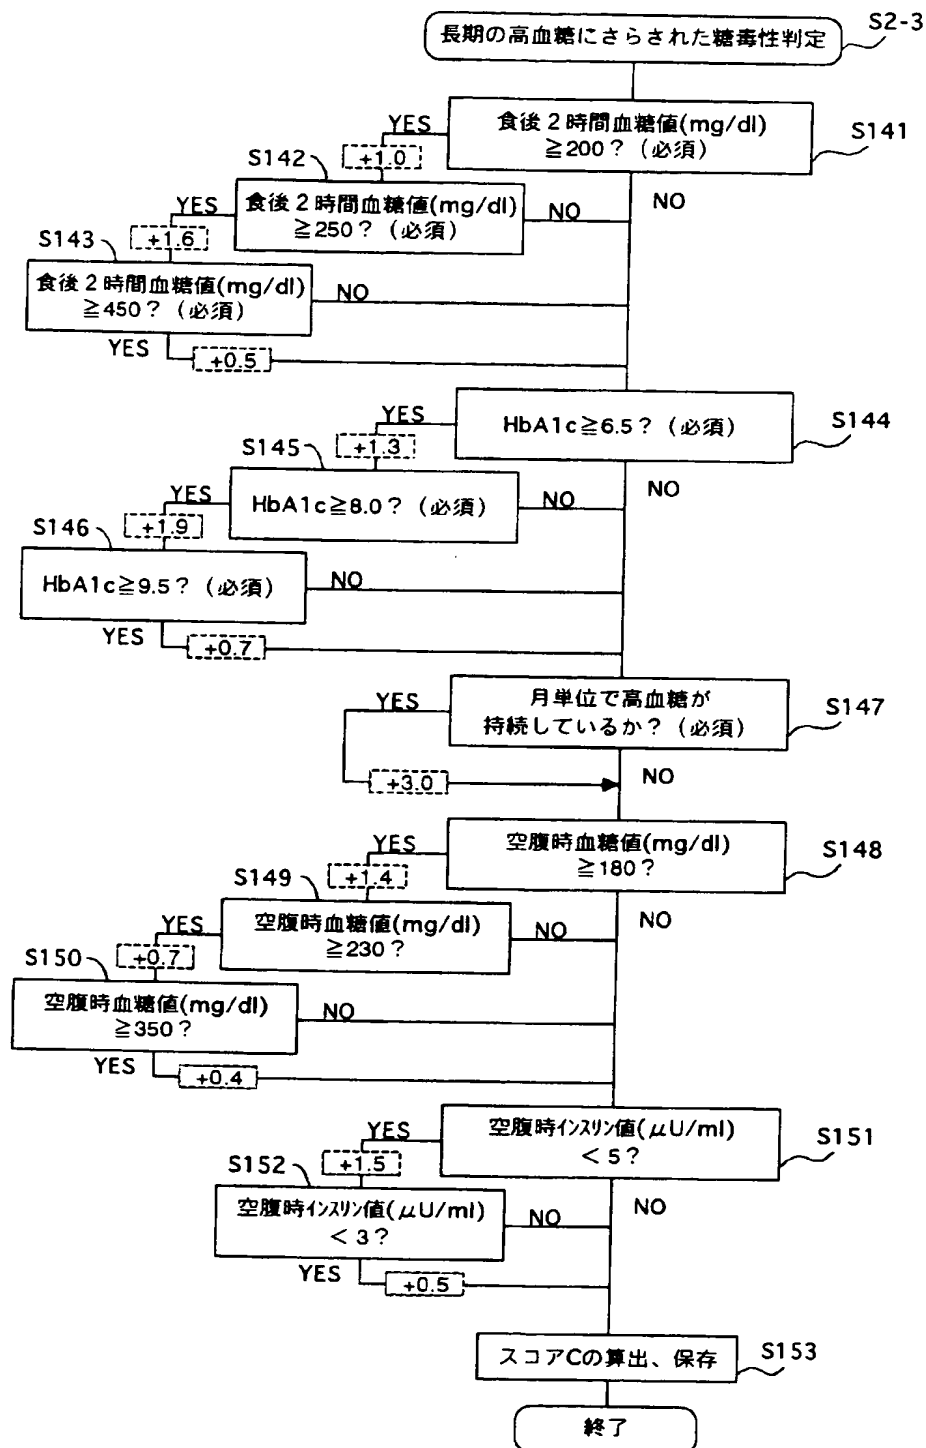 長期の高血糖にさらされた糖毒性判定
S2-3
食後２時間血糖値(mg/dl)
≧200？（必須）
S141
YES
+1.0
NO
S142
食後２時間血糖値(mg/dl)
≧250？（必須）
YES
NO
+1.6
S143
食後２時間血糖値(mg/dl)
≧450？（必須）
NO
YES
+0.5
HbA1c≧6.5？（必須）
S144
YES
+1.3
NO
S145
HbA1c≧8.0？（必須）
YES
NO
+1.9
S146
HbA1c≧9.5？（必須）
NO
YES
+0.7
月単位で高血糖が
持続しているか？（必須）
S147
YES
NO
+3.0
空腹時血糖値(mg/dl)
≧180？
S148
YES
+1.4
NO
S149
空腹時血糖値(mg/dl)
≧230？
YES
NO
+0.7
S150
空腹時血糖値(mg/dl)
≧350？
NO
YES
+0.4
空腹時ｲﾝｽﾘﾝ値(μU/ml)
＜5？
S151
YES
+1.5
NO
S152
空腹時ｲﾝｽﾘﾝ値(μU/ml)
＜3？
NO
YES
+0.5
スコアCの算出、保存
S153
終了